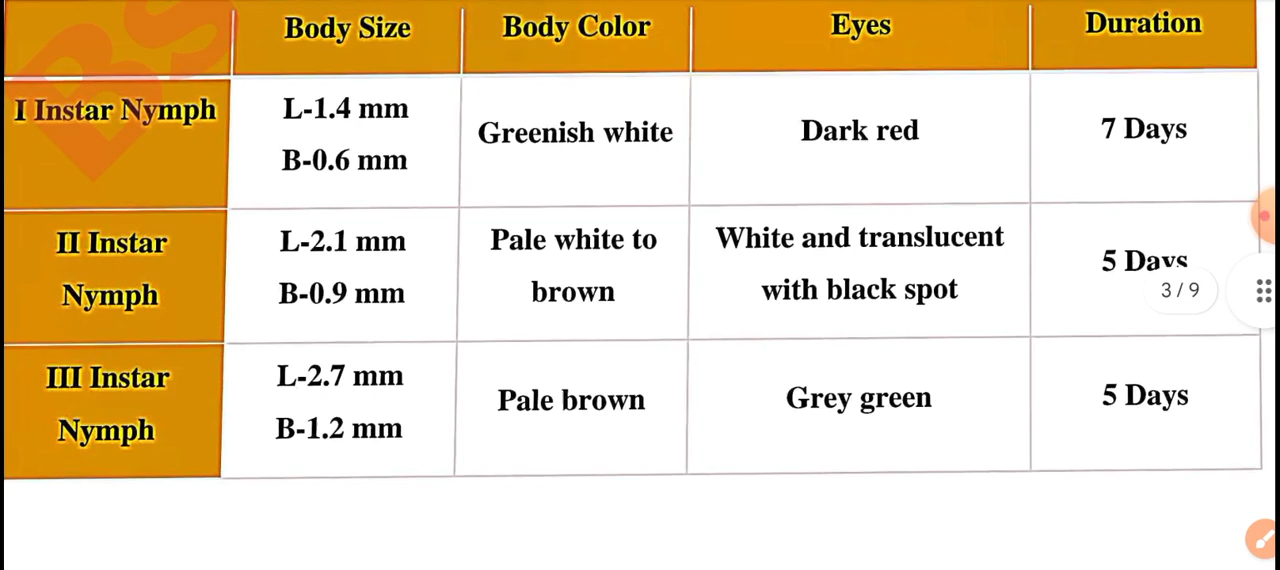 Body Size Body Color Eyes Duration
I Instar Nymph
L-1.4 mm
B-0.6 mm
Greenish white
Dark red
7 Days
II Instar
Nymph
L-2.1 mm
B-0.9 mm
Pale white to
brown
White and translucent
with black spot
5 Days
3 / 9
III Instar
Nymph
L-2.7 mm
B-1.2 mm
Pale brown
Grey green
5 Days